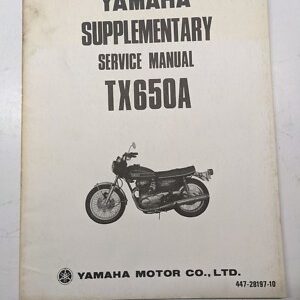 YAMAHA
SUPPLEMENTARY
SERVICE MANUAL
TX650A
YAMAHA MOTOR CO., LTD.
447-28197-10